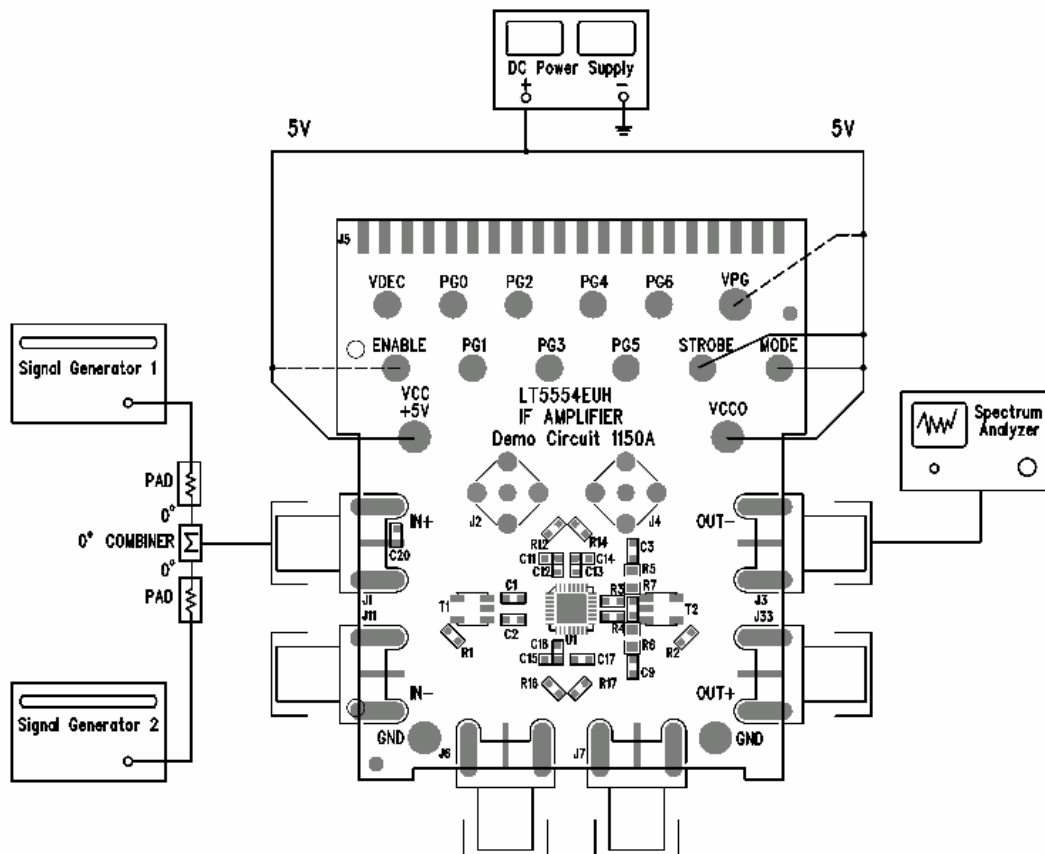 DC Power Supply
+ -
5V 5V
J5
VDEC PG0 PG2 PG4 PG6 VPG
ENABLE PG1 PG3 PG5 STROBE MODE
VCC
+5V
LT5554EUH
IF AMPLIFIER
Demo Circuit 1150A
VCCO
Signal Generator 1
Spectrum
Analyzer
PAD
0°
0° COMBINER Σ
0°
PAD
IN+ J2 J4 OUT-
C20
R12 R14 C3
C11 C14 R5
C12 C13 R7
J1 T1 C1 R3 T2 J3
J11 C2 R4 J33
R1 U1 R6 R2
C16
C15 C17 C9
R16 R17
IN- OUT+
Signal Generator 2
GND J6 J7 GND